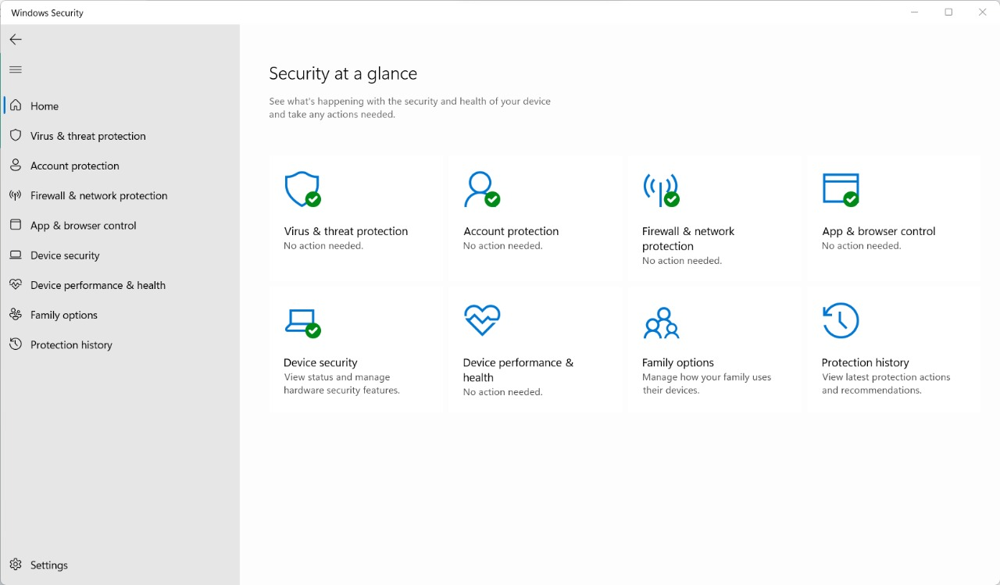 Windows Security
Home
Virus & threat protection
Account protection
Firewall & network protection
App & browser control
Device security
Device performance & health
Family options
Protection history
Settings
Security at a glance
See what's happening with the security and health of your device
and take any actions needed.
Virus & threat protection
No action needed.
Account protection
No action needed.
Firewall & network
protection
No action needed.
App & browser control
No action needed.
Device security
View status and manage
hardware security features.
Device performance &
health
No action needed.
Family options
Manage how your family uses
their devices.
Protection history
View latest protection actions
and recommendations.